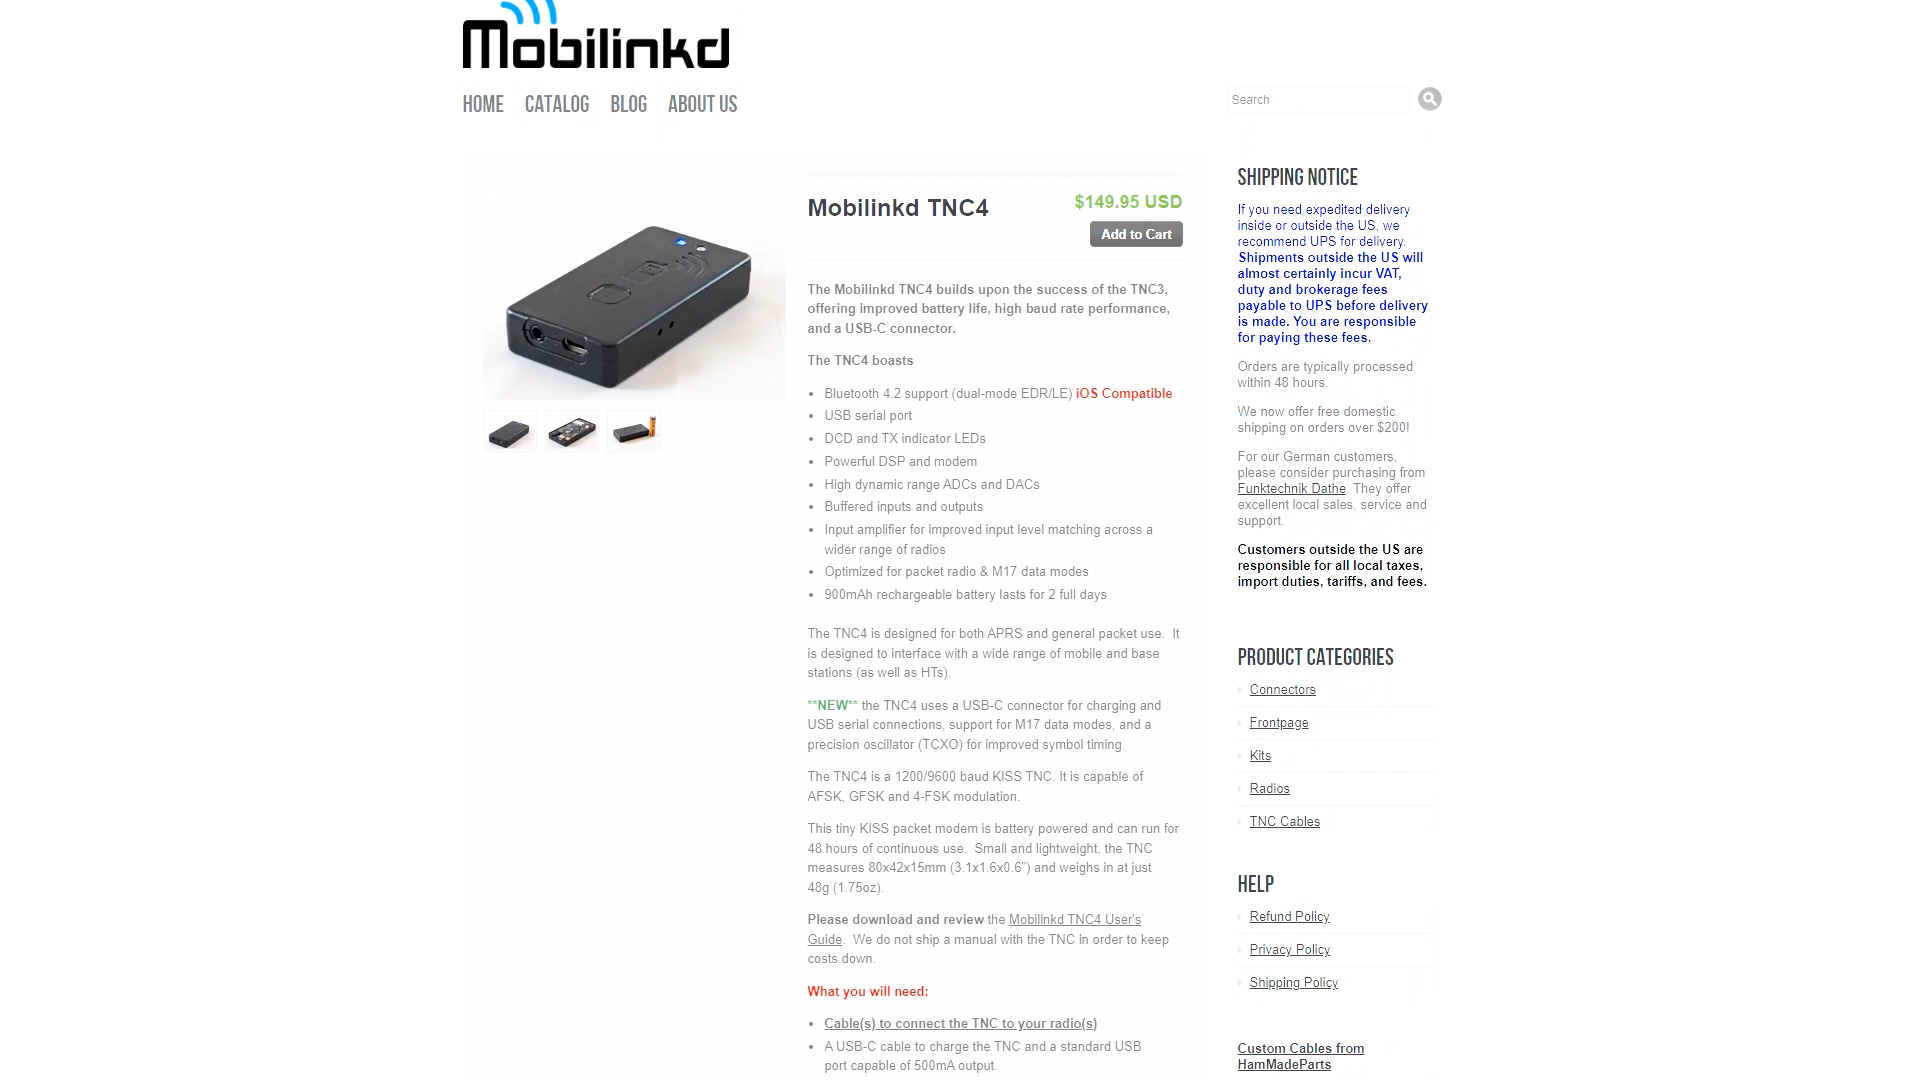 Mobilinkd
HOME CATALOG BLOG ABOUT US
Search
Mobilinkd TNC4
$149.95 USD
Add to Cart
The Mobilinkd TNC4 builds upon the success of the TNC3,
offering improved battery life, high baud rate performance,
and a USB-C connector.
The TNC4 boasts
• Bluetooth 4.2 support (dual-mode EDR/LE) iOS Compatible
• USB serial port
• DCD and TX indicator LEDs
• Powerful DSP and modem
• High dynamic range ADCs and DACs
• Buffered inputs and outputs
• Input amplifier for improved input level matching across a
wider range of radios
• Optimized for packet radio & M17 data modes
• 900mAh rechargeable battery lasts for 2 full days
The TNC4 is designed for both APRS and general packet use. It
is designed to interface with a wide range of mobile and base
stations (as well as HTs).
**NEW** the TNC4 uses a USB-C connector for charging and
USB serial connections, support for M17 data modes, and a
precision oscillator (TCXO) for improved symbol timing.
The TNC4 is a 1200/9600 baud KISS TNC. It is capable of
AFSK, GFSK and 4-FSK modulation.
This tiny KISS packet modem is battery powered and can run for
48 hours of continuous use. Small and lightweight, the TNC
measures 80x42x15mm (3.1x1.6x0.6") and weighs in at just
48g (1.75oz).
Please download and review the Mobilinkd TNC4 User's
Guide. We do not ship a manual with the TNC in order to keep
costs down.
What you will need:
• Cable(s) to connect the TNC to your radio(s)
• A USB-C cable to charge the TNC and a standard USB
port capable of 500mA output.
SHIPPING NOTICE
If you need expedited delivery
inside or outside the US, we
recommend UPS for delivery.
Shipments outside the US will
almost certainly incur VAT,
duty and brokerage fees
payable to UPS before delivery
is made. You are responsible
for paying these fees.
Orders are typically processed
within 48 hours.
We now offer free domestic
shipping on orders over $200!
For our German customers,
please consider purchasing from
Funktechnik Dathe. They offer
excellent local sales, service and
support.
Customers outside the US are
responsible for all local taxes,
import duties, tariffs, and fees.
PRODUCT CATEGORIES
Connectors
Frontpage
Kits
Radios
TNC Cables
HELP
Refund Policy
Privacy Policy
Shipping Policy
Custom Cables from
HamMadeParts